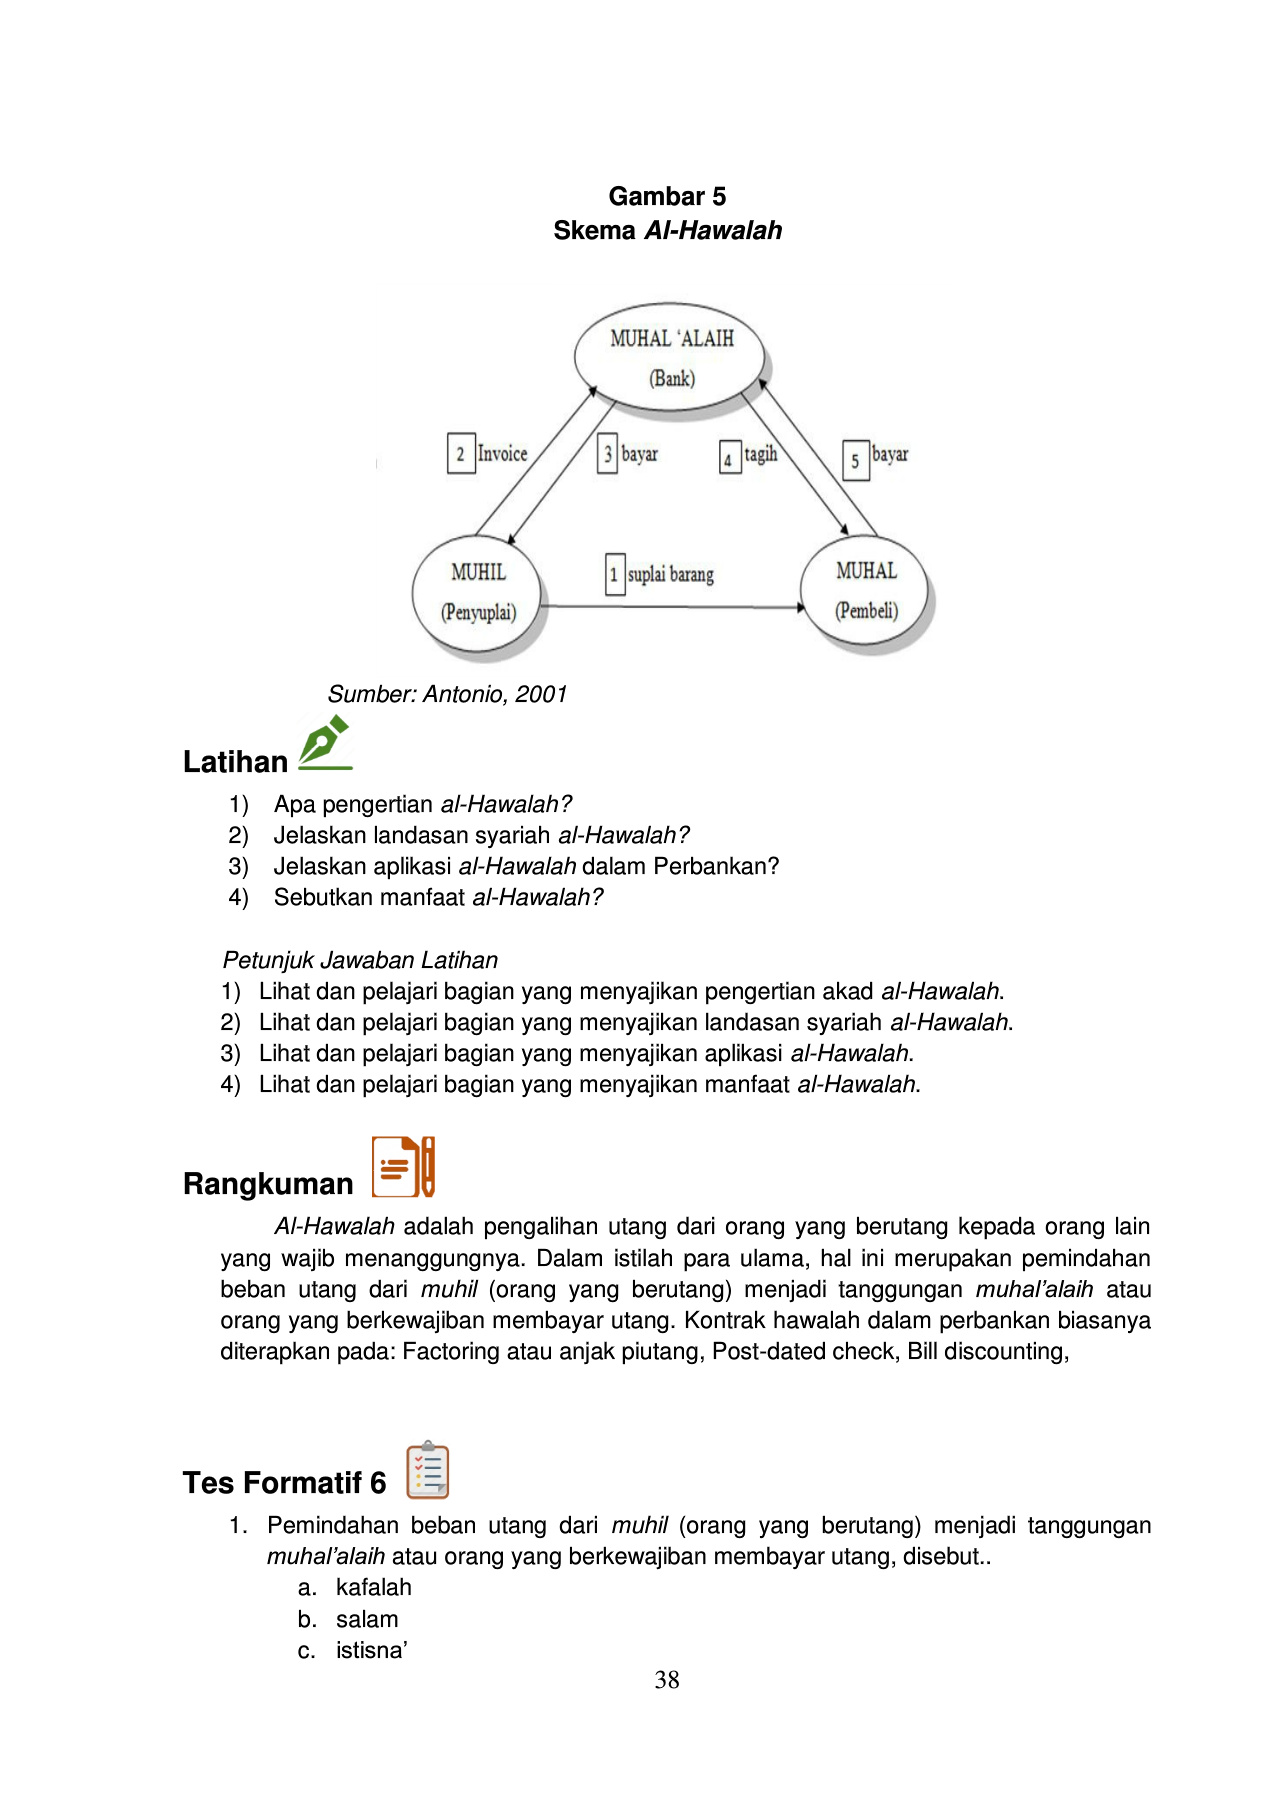 Gambar 5
Skema Al-Hawalah
MUHAL ‘ALAIH
(Bank)
2 Invoice
3 bayar
4 tagih
5 bayar
MUHIL
(Penyuplai)
1 suplai barang
MUHAL
(Pembeli)
Sumber: Antonio, 2001
Latihan
1) Apa pengertian al-Hawalah?
2) Jelaskan landasan syariah al-Hawalah?
3) Jelaskan aplikasi al-Hawalah dalam Perbankan?
4) Sebutkan manfaat al-Hawalah?
Petunjuk Jawaban Latihan
1) Lihat dan pelajari bagian yang menyajikan pengertian akad al-Hawalah.
2) Lihat dan pelajari bagian yang menyajikan landasan syariah al-Hawalah.
3) Lihat dan pelajari bagian yang menyajikan aplikasi al-Hawalah.
4) Lihat dan pelajari bagian yang menyajikan manfaat al-Hawalah.
Rangkuman
Al-Hawalah adalah pengalihan utang dari orang yang berutang kepada orang lain
yang wajib menanggungnya. Dalam istilah para ulama, hal ini merupakan pemindahan
beban utang dari muhil (orang yang berutang) menjadi tanggungan muhal’alaih atau
orang yang berkewajiban membayar utang. Kontrak hawalah dalam perbankan biasanya
diterapkan pada: Factoring atau anjak piutang, Post-dated check, Bill discounting,
Tes Formatif 6
1. Pemindahan beban utang dari muhil (orang yang berutang) menjadi tanggungan
muhal’alaih atau orang yang berkewajiban membayar utang, disebut..
a. kafalah
b. salam
c. istisna’
38